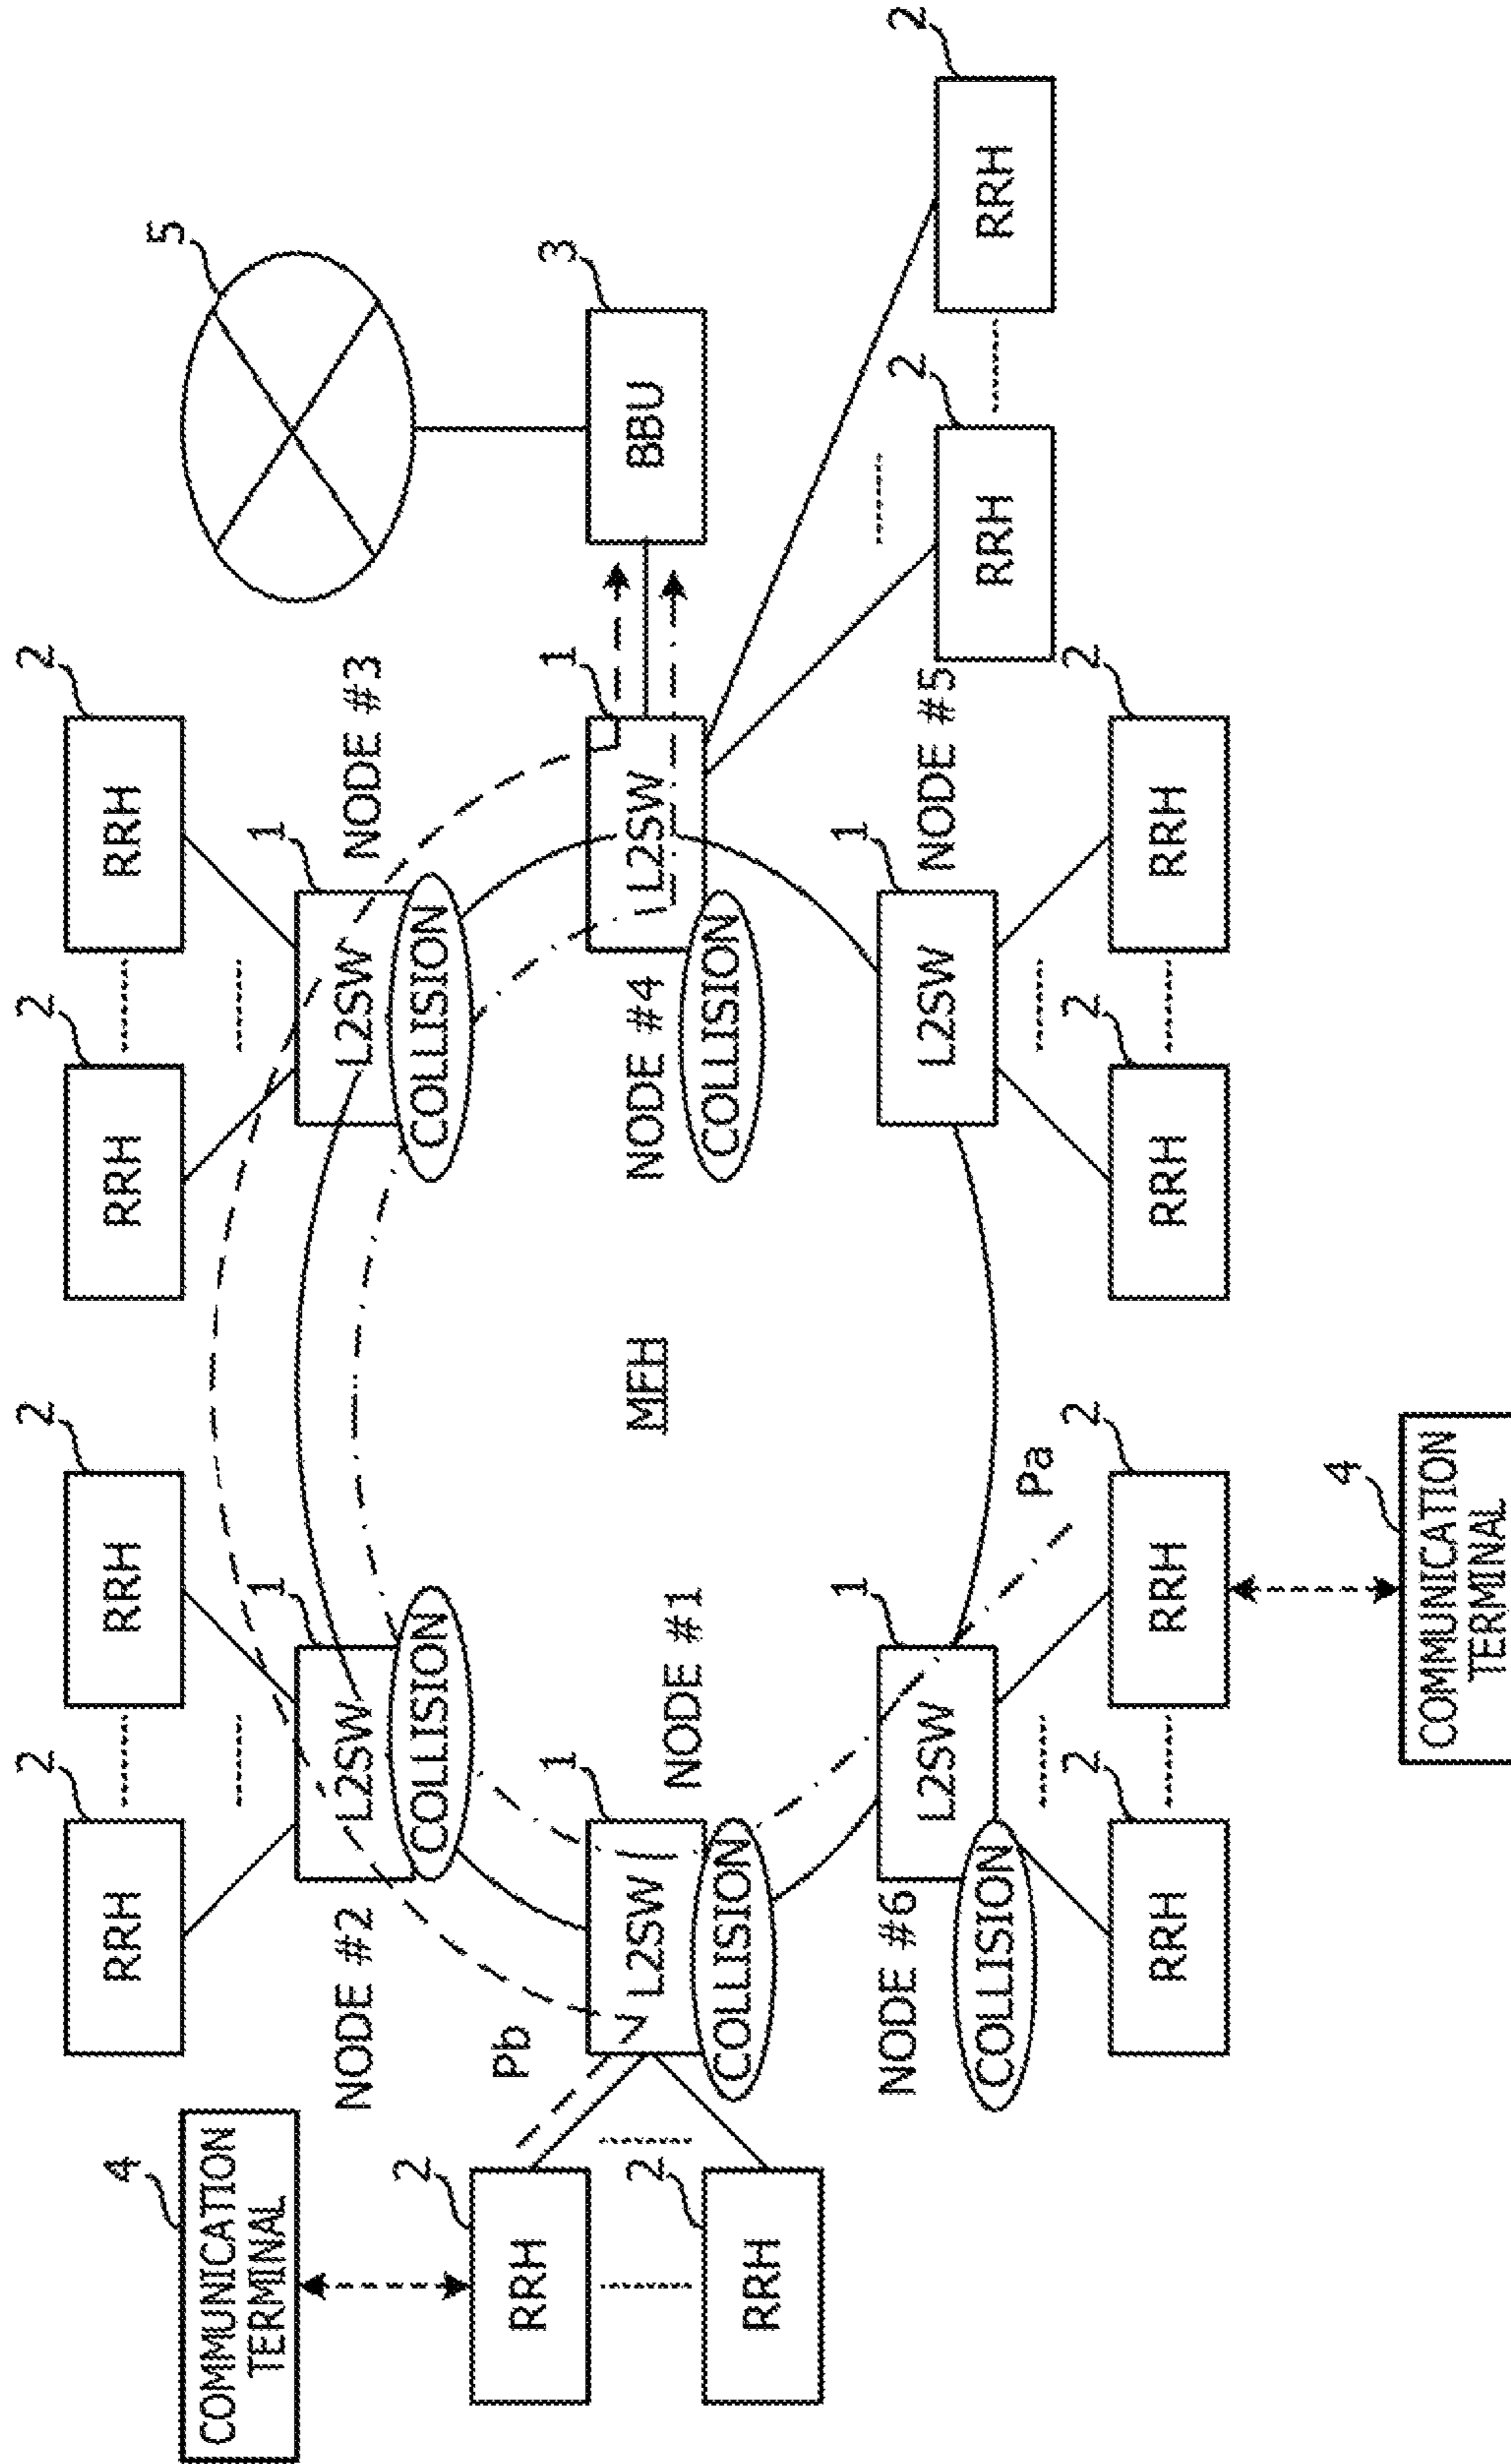 2
2
2
2
RRH
RRH
RRH
RRH
4
5
COMMUNICATION
TERMINAL
1
1
NODE #2
L2SW
L2SW
NODE #3
COLLISION
COLLISION
2
Pb
RRH
1
1
3
2
L2SW
MFH
NODE #4
L2SW
BBU
NODE #1
COLLISION
COLLISION
RRH
1
1
2
2
NODE #6
L2SW
L2SW
NODE #5
COLLISION
RRH
RRH
Pa
2
2
2
2
RRH
RRH
RRH
RRH
4
COMMUNICATION
TERMINAL